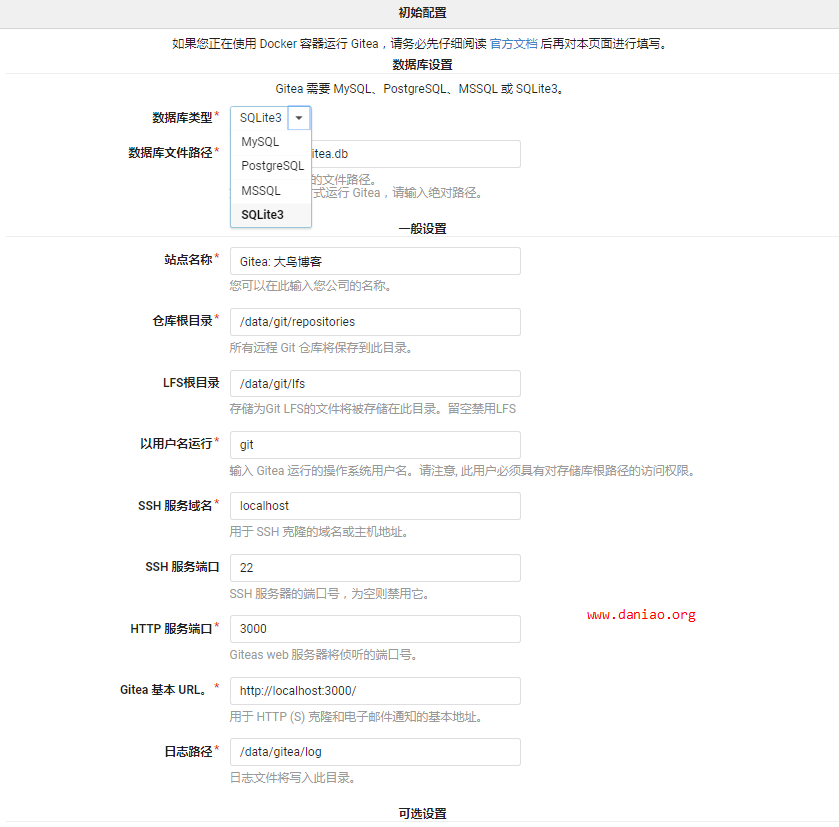 初始配置
如果您正在使用 Docker 容器运行 Gitea，请务必先仔细阅读 官方文档 后再对本页面进行填写。
数据库设置
Gitea 需要 MySQL、PostgreSQL、MSSQL 或 SQLite3。
数据库类型*
SQLite3
MySQL
PostgreSQL
MSSQL
SQLite3
数据库文件路径*
itea.db
的文件路径。
式运行 Gitea，请输入绝对路径。
一般设置
站点名称*
Gitea: 大鸟博客
您可以在此输入您公司的名称。
仓库根目录*
/data/git/repositories
所有远程 Git 仓库将保存到此目录。
LFS根目录
/data/git/lfs
存储为Git LFS的文件将被存储在此目录。留空禁用LFS
以用户名运行*
git
输入 Gitea 运行的操作系统用户名。请注意, 此用户必须具有对存储库根路径的访问权限。
SSH 服务域名*
localhost
用于 SSH 克隆的域名或主机地址。
SSH 服务端口
22
SSH 服务器的端口号，为空则禁用它。
www.daniao.org
HTTP 服务端口*
3000
Giteas web 服务器将侦听的端口号。
Gitea 基本 URL。*
http://localhost:3000/
用于 HTTP (S) 克隆和电子邮件通知的基本地址。
日志路径*
/data/gitea/log
日志文件将写入此目录。
可选设置